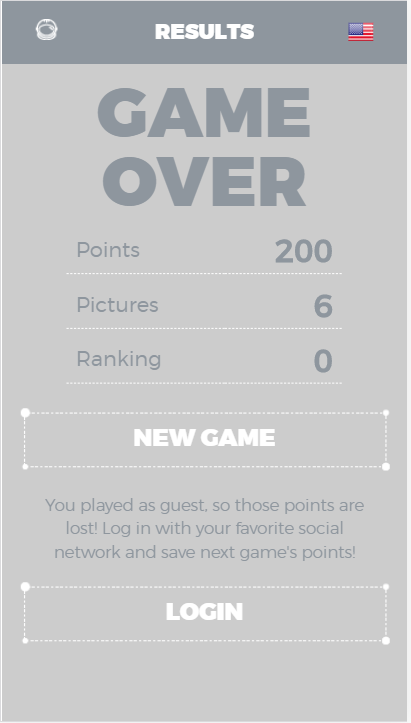 RESULTS
GAME
OVER
Points 200
Pictures 6
Ranking 0
NEW GAME
You played as guest, so those points are
lost! Log in with your favorite social
network and save next game's points!
LOGIN